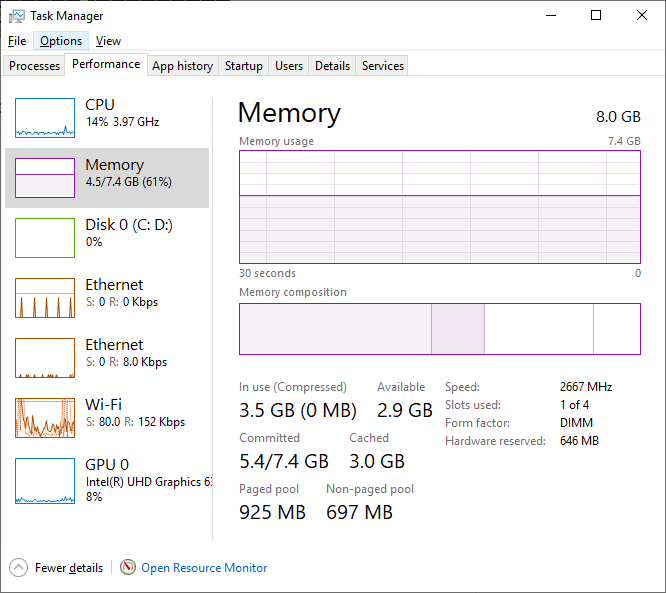 Task Manager
File Options View
Processes Performance App history Startup Users Details Services
CPU
14% 3.97 GHz
Memory
4.5/7.4 GB (61%)
Disk 0 (C: D:)
0%
Ethernet
S: 0 R: 0 Kbps
Ethernet
S: 0 R: 8.0 Kbps
Wi-Fi
S: 80.0 R: 152 Kbps
GPU 0
Intel(R) UHD Graphics 63
8%
Memory 8.0 GB
Memory usage 7.4 GB
30 seconds 0
Memory composition
In use (Compressed) Available
3.5 GB (0 MB) 2.9 GB
Committed Cached
5.4/7.4 GB 3.0 GB
Paged pool Non-paged pool
925 MB 697 MB
Speed: 2667 MHz
Slots used: 1 of 4
Form factor: DIMM
Hardware reserved: 646 MB
Fewer details Open Resource Monitor